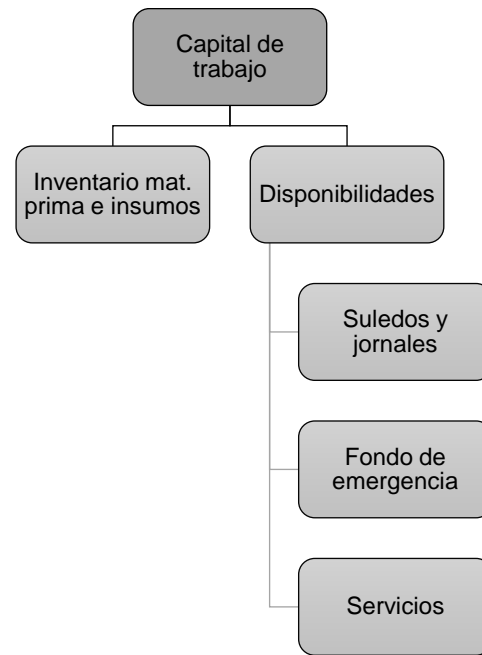 Capital de
trabajo
Inventario mat.
prima e insumos
Disponibilidades
Suledos y
jornales
Fondo de
emergencia
Servicios